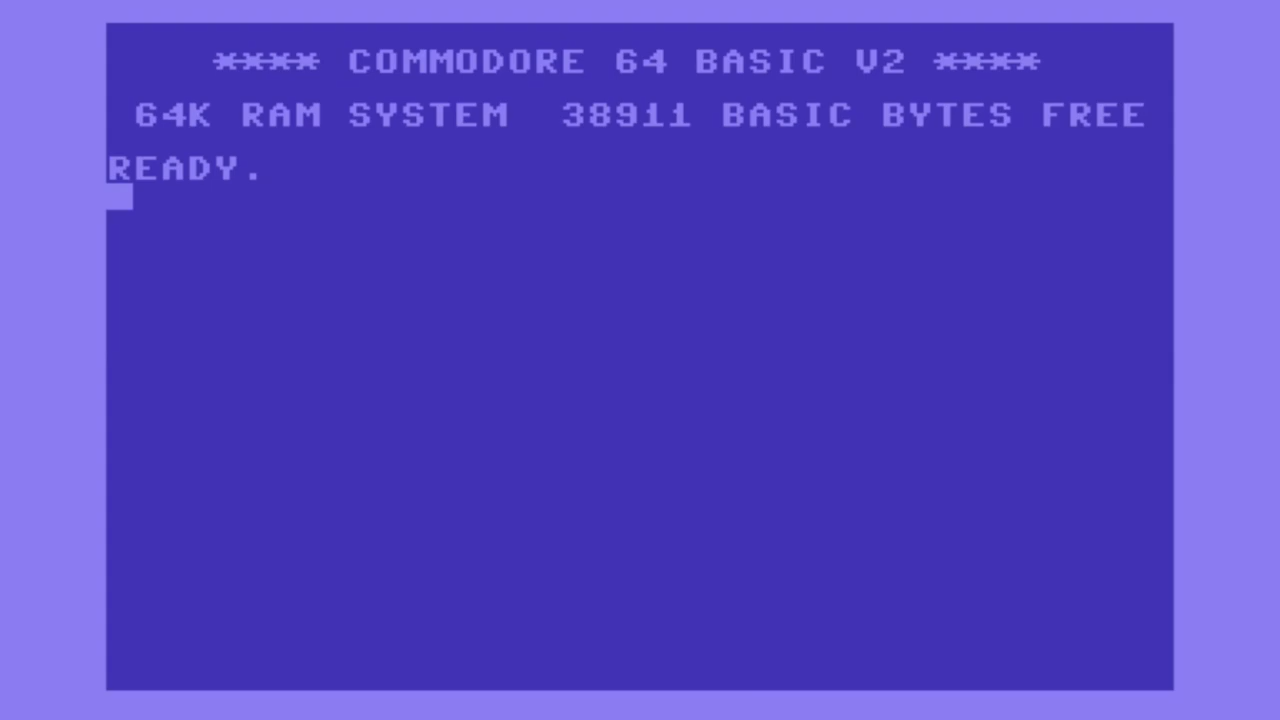 **** COMMODORE 64 BASIC V2 ****
64K RAM SYSTEM  38911 BASIC BYTES FREE
READY.